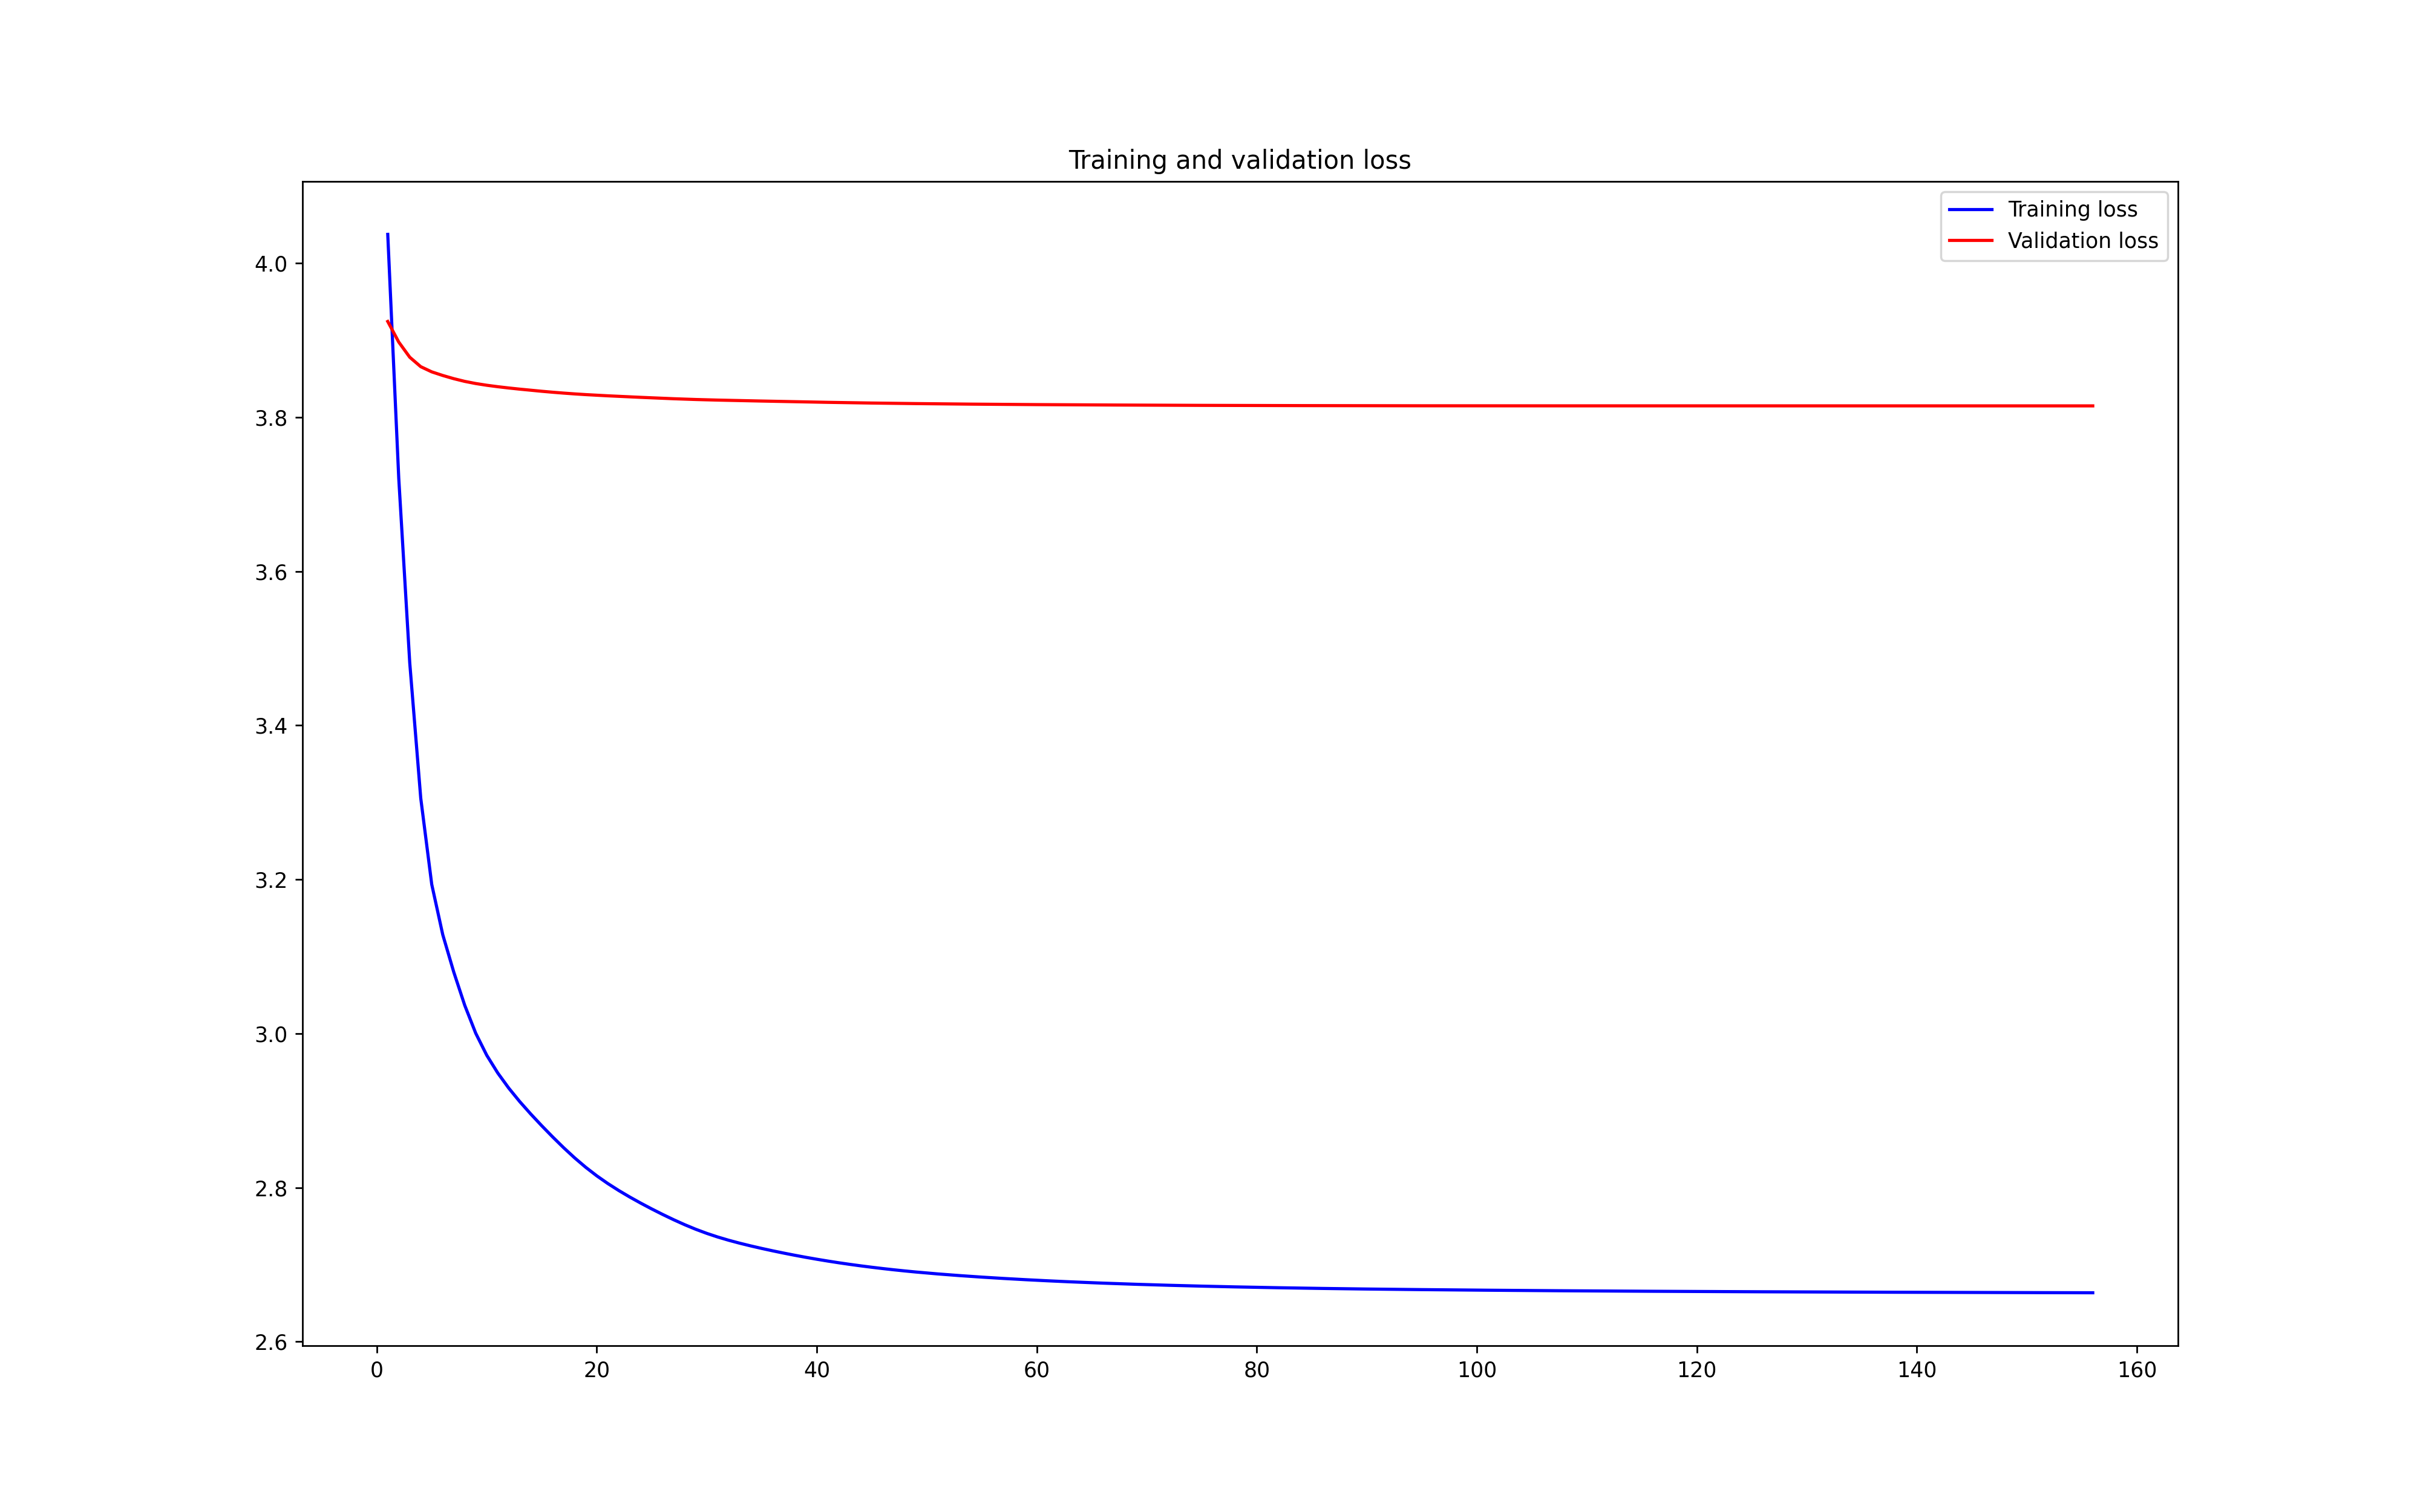 Training and validation loss
Training loss
Validation loss
4.0
3.8
3.6
3.4
3.2
3.0
2.8
2.6
0 20 40 60 80 100 120 140 160